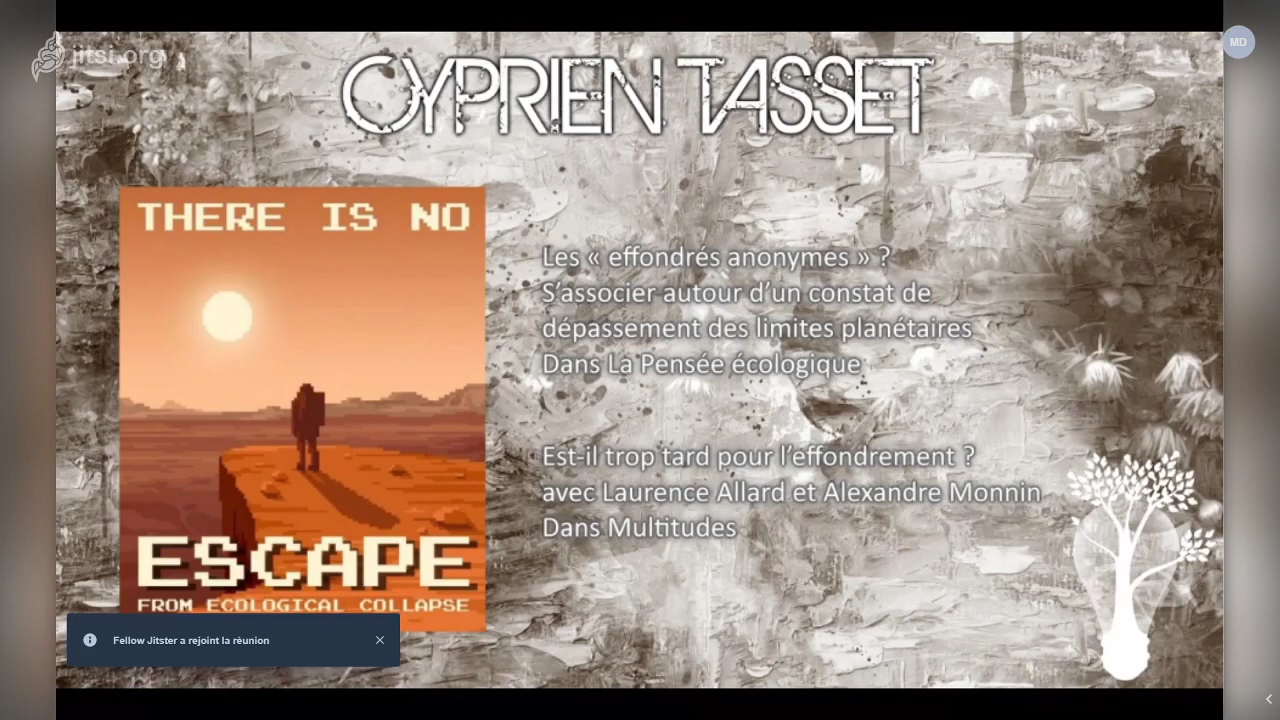 jitsi.org
MD
CYPRIEN TASSET
THERE IS NO
ESCAPE
FROM ECOLOGICAL COLLAPSE
Les « effondrés anonymes » ?
S'associer autour d'un constat de
dépassement des limites planétaires
Dans La Pensée écologique
Est-il trop tard pour l'effondrement ?
avec Laurence Allard et Alexandre Monnin
Dans Multitudes
Fellow Jitster a rejoint la réunion